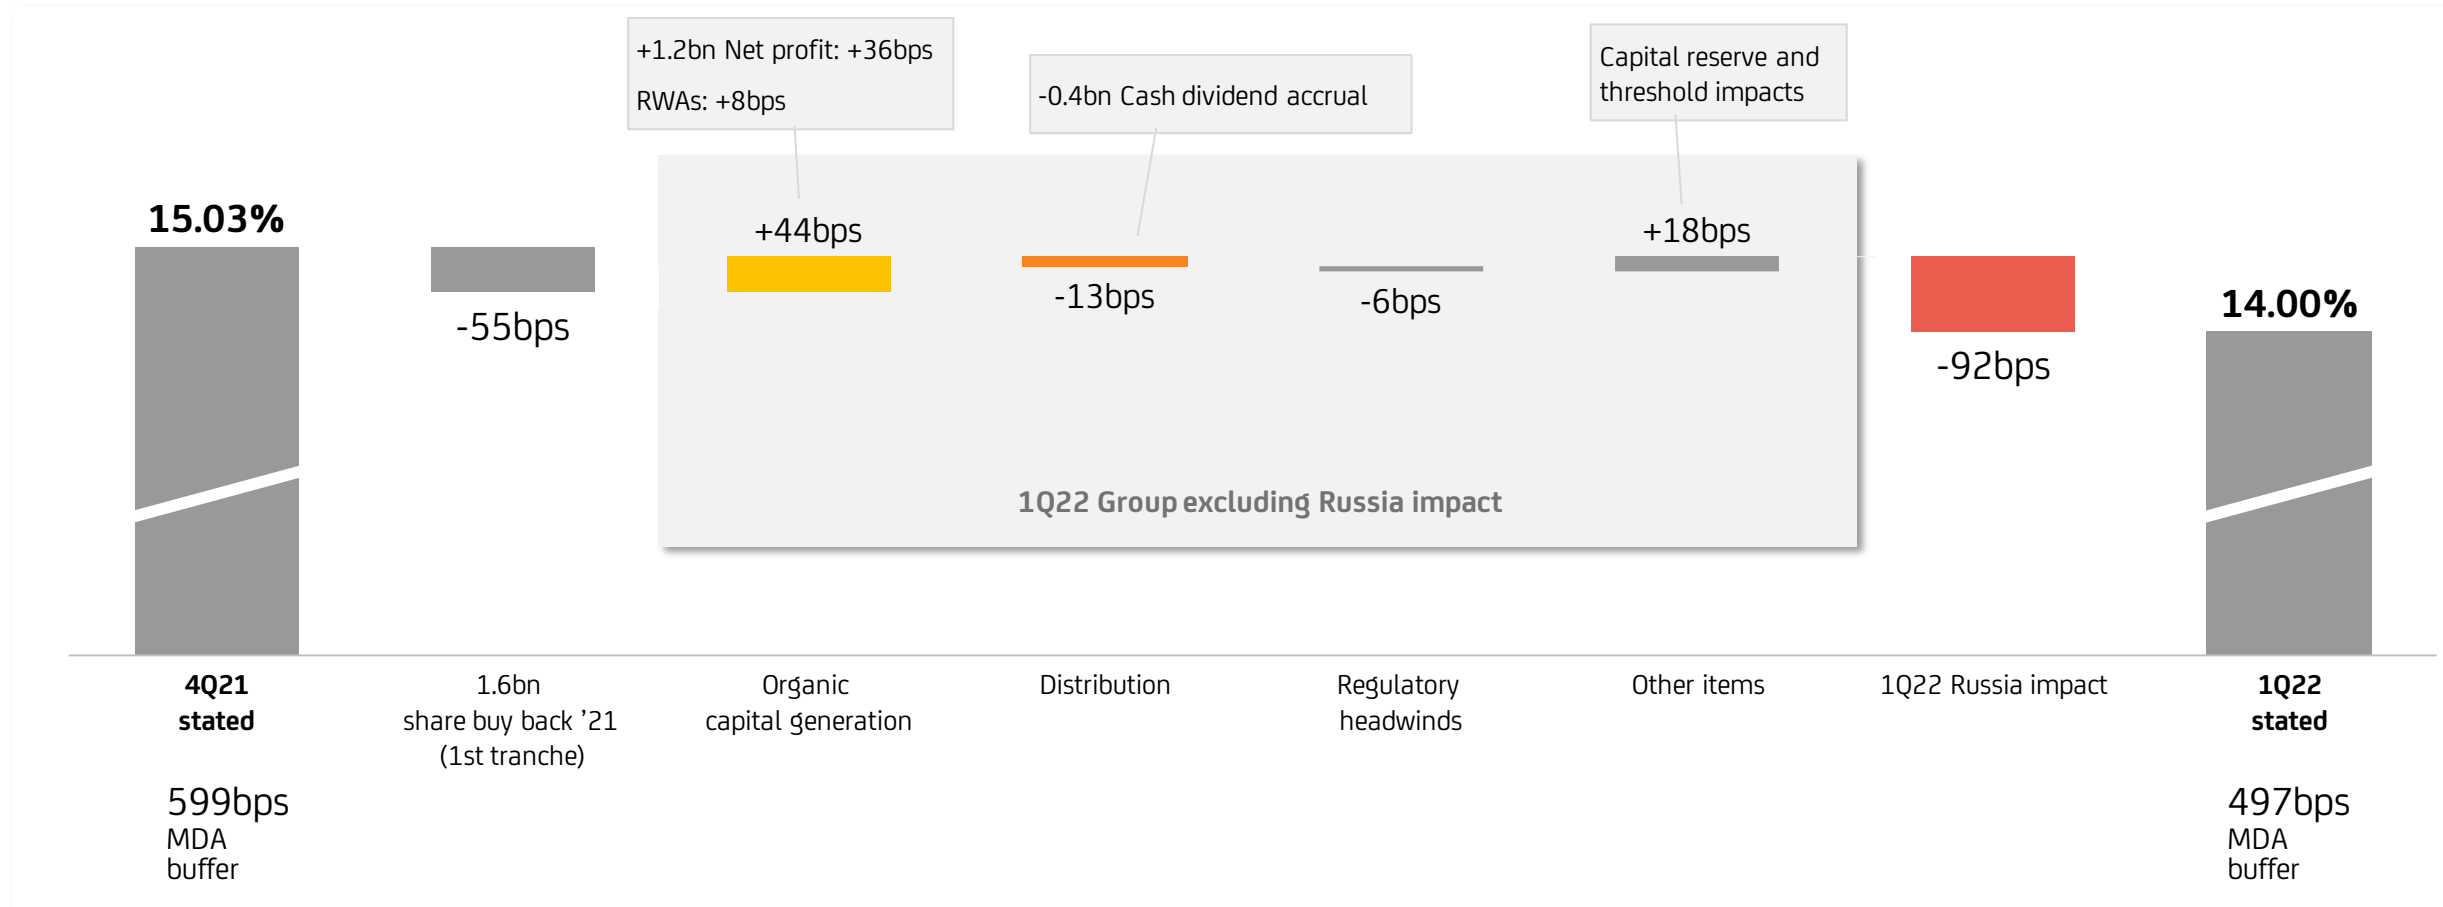 +1.2bn Net profit: +36bps
RWAs: +8bps
-0.4bn Cash dividend accrual
Capital reserve and
threshold impacts
15.03%
-55bps
+44bps
-13bps
-6bps
+18bps
-92bps
14.00%
1Q22 Group excluding Russia impact
4Q21
stated
1.6bn
share buy back ’21
(1st tranche)
Organic
capital generation
Distribution
Regulatory
headwinds
Other items
1Q22 Russia impact
1Q22
stated
599bps
MDA
buffer
497bps
MDA
buffer